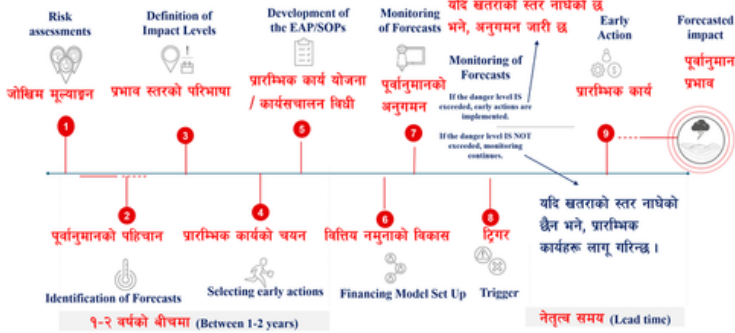 Risk
assessments
जोखिम मूल्याङ्कन
1
Definition of
Impact Levels
प्रभाव स्तरको परिभाषा
3
Development of
the EAP/SOPs
प्रारम्भिक कार्य योजना
/ कार्यसचालन विधी
5
Monitoring
of Forecasts
पूर्वानुमानको
अनुगमन
7
यदि खतराको स्तर नाघेको छ
भने, अनुगमन जारी छ
Monitoring of
Forecasts
If the danger level IS
exceeded, early actions are
implemented.
If the danger level IS NOT
exceeded, monitoring
continues.
Early
Action
प्रारम्भिक कार्य
9
Forecasted
impact
पूर्वानुमान
प्रभाव
2
पूर्वानुमानको पहिचान
Identification of Forecasts
4
प्रारम्भिक कार्यको चयन
Selecting early actions
6
वित्तिय नमुनाको विकास
Financing Model Set Up
8
ट्रिगर
Trigger
यदि खतराको स्तर नाघेको
छैन भने, प्रारम्भिक
कार्यहरू लागू गरिन्छ ।
१-२ वर्षको बीचमा (Between 1-2 years)
नेतृत्व समय (Lead time)